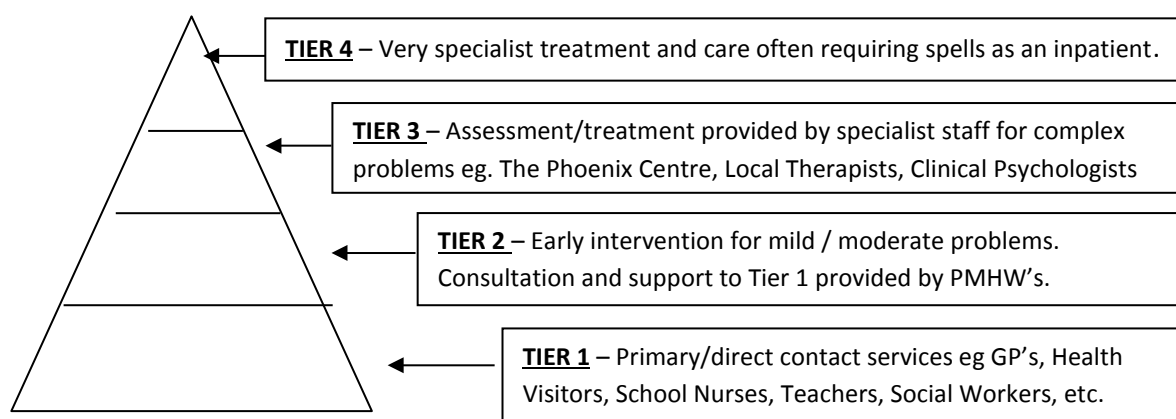 TIER 4 – Very specialist treatment and care often requiring spells as an inpatient.
TIER 3 – Assessment/treatment provided by specialist staff for complex
problems eg. The Phoenix Centre, Local Therapists, Clinical Psychologists
TIER 2 – Early intervention for mild / moderate problems.
Consultation and support to Tier 1 provided by PMHW’s.
TIER 1 – Primary/direct contact services eg GP’s, Health
Visitors, School Nurses, Teachers, Social Workers, etc.